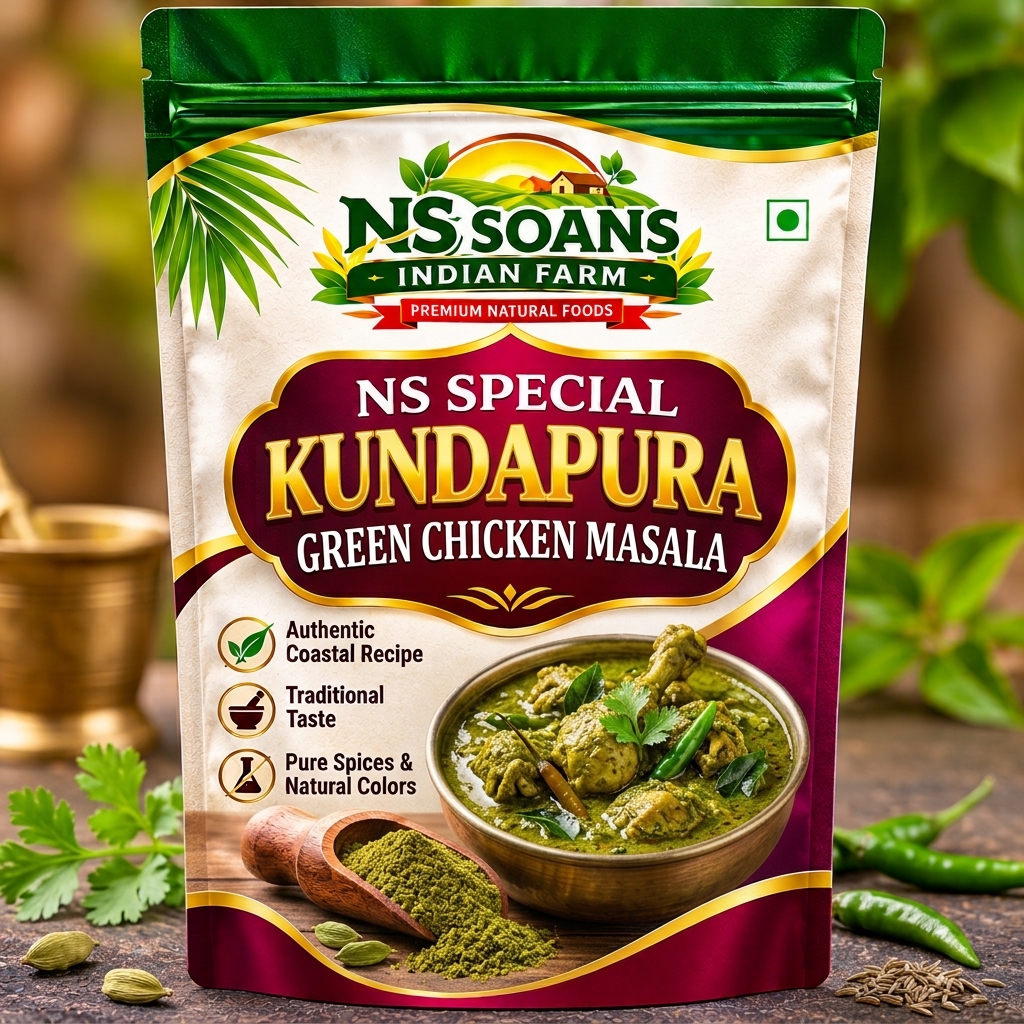 NS SOANS
INDIAN FARM
PREMIUM NATURAL FOODS
NS SPECIAL
KUNDAPURA
GREEN CHICKEN MASALA
Authentic
Coastal Recipe
Traditional
Taste
Pure Spices &
Natural Colors